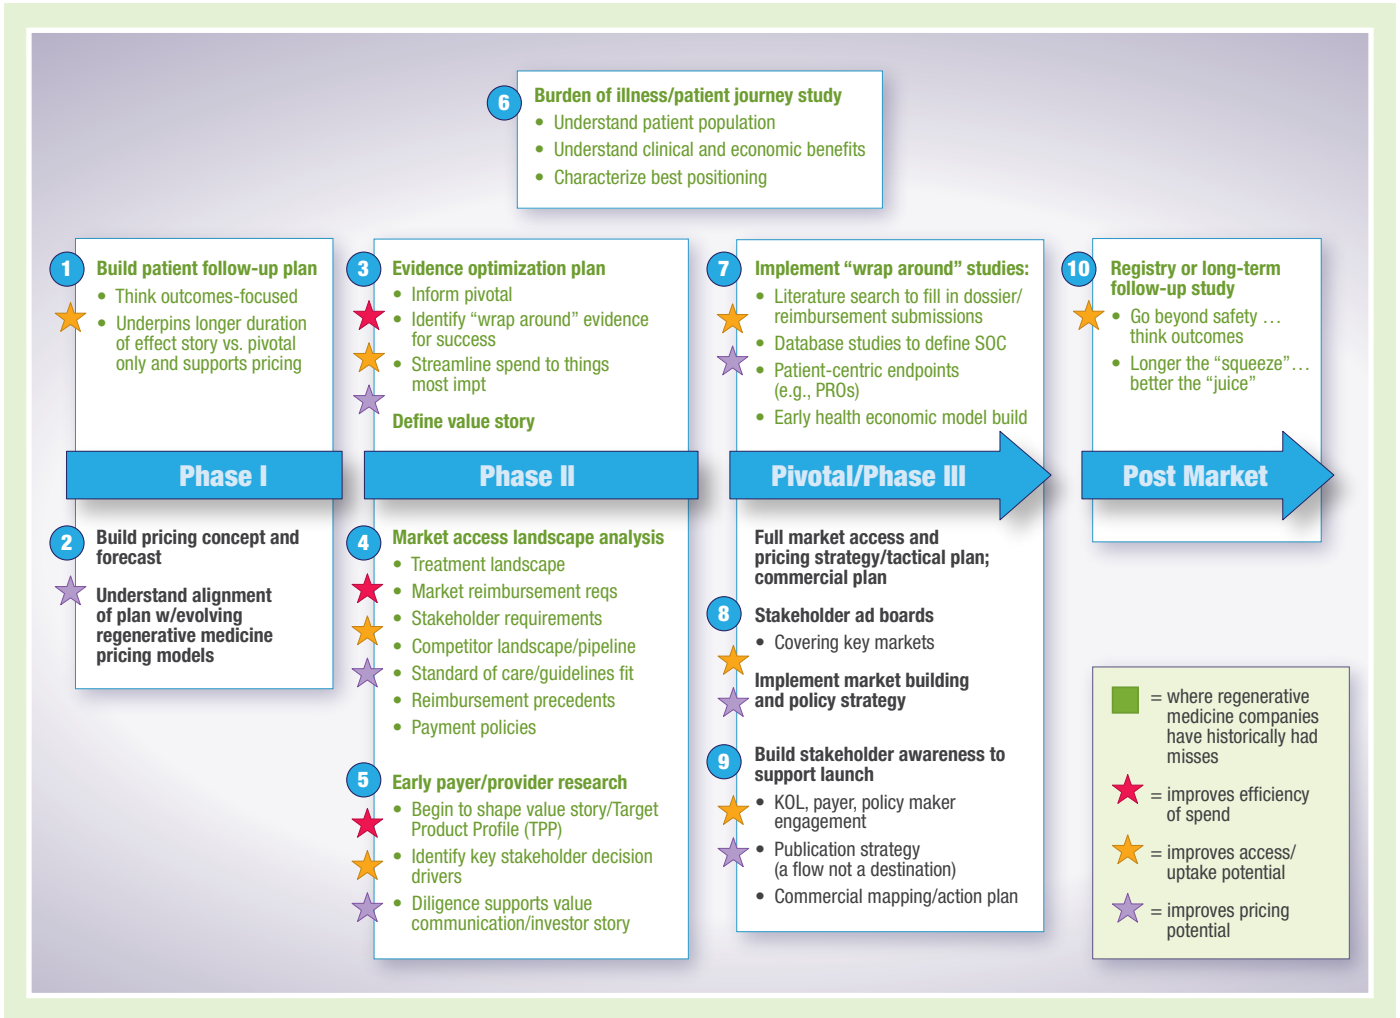 6
Burden of illness/patient journey study
• Understand patient population
• Understand clinical and economic benefits
• Characterize best positioning
1
Build patient follow-up plan
• Think outcomes-focused
• Underpins longer duration
of effect story vs. pivotal
only and supports pricing
Phase I
2
Build pricing concept and
forecast
Understand alignment
of plan w/evolving
regenerative medicine
pricing models
3
Evidence optimization plan
• Inform pivotal
• Identify “wrap around” evidence
for success
• Streamline spend to things
most impt
Define value story
Phase II
4
Market access landscape analysis
• Treatment landscape
• Market reimbursement reqs
• Stakeholder requirements
• Competitor landscape/pipeline
• Standard of care/guidelines fit
• Reimbursement precedents
• Payment policies
5
Early payer/provider research
• Begin to shape value story/Target
Product Profile (TPP)
• Identify key stakeholder decision
drivers
• Diligence supports value
communication/investor story
7
Implement “wrap around” studies:
• Literature search to fill in dossier/
reimbursement submissions
• Database studies to define SOC
• Patient-centric endpoints
(e.g., PROs)
• Early health economic model build
Pivotal/Phase III
Full market access and
pricing strategy/tactical plan;
commercial plan
8
Stakeholder ad boards
• Covering key markets
Implement market building
and policy strategy
9
Build stakeholder awareness to
support launch
• KOL, payer, policy maker
engagement
• Publication strategy
(a flow not a destination)
• Commercial mapping/action plan
10
Registry or long-term
follow-up study
• Go beyond safety …
think outcomes
• Longer the “squeeze”…
better the “juice”
Post Market
= where regenerative
medicine companies
have historically had
misses
= improves efficiency
of spend
= improves access/
uptake potential
= improves pricing
potential